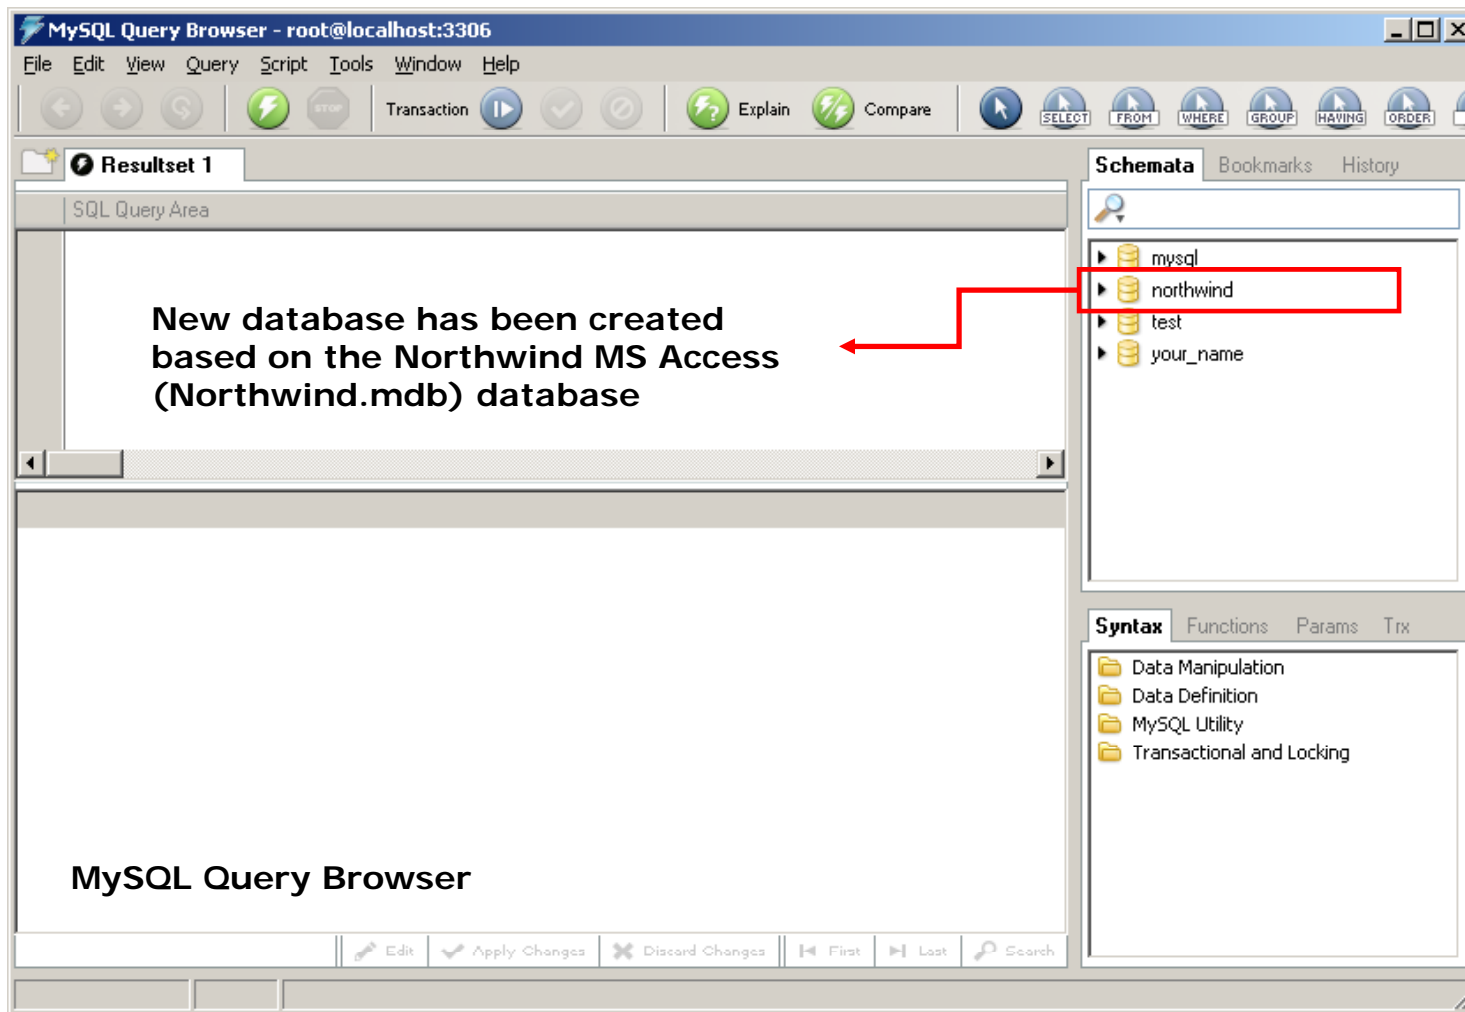 MySQL Query Browser - root@localhost:3306
File Edit View Query Script Tools Window Help
STOP Transaction Explain Compare SELECT FROM WHERE GROUP HAVING ORDER
Resultset 1
SQL Query Area
New database has been created
based on the Northwind MS Access
(Northwind.mdb) database
MySQL Query Browser
Edit Apply Changes Discard Changes First Last Search
Schemata Bookmarks History
mysql
northwind
test
your_name
Syntax Functions Params Trx
Data Manipulation
Data Definition
MySQL Utility
Transactional and Locking